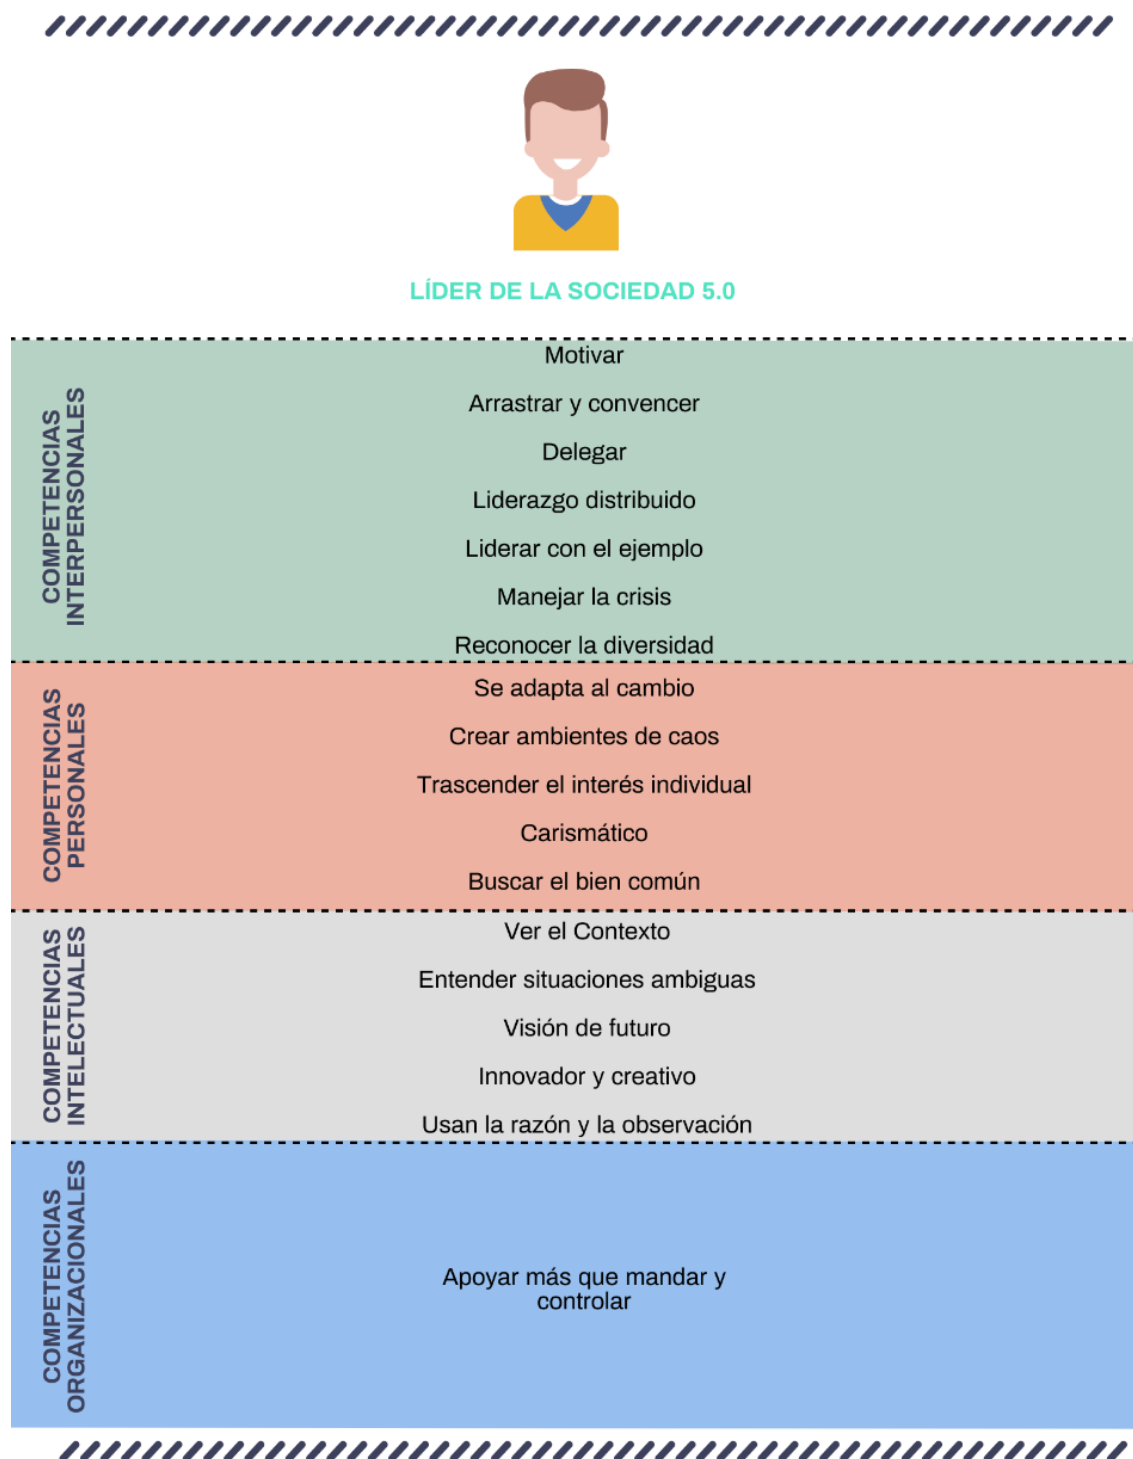 LÍDER DE LA SOCIEDAD 5.0
COMPETENCIAS
INTERPERSONALES
Motivar
Arrastrar y convencer
Delegar
Liderazgo distribuido
Liderar con el ejemplo
Manejar la crisis
Reconocer la diversidad
COMPETENCIAS
PERSONALES
Se adapta al cambio
Crear ambientes de caos
Trascender el interés individual
Carismático
Buscar el bien común
COMPETENCIAS
INTELECTUALES
Ver el Contexto
Entender situaciones ambiguas
Visión de futuro
Innovador y creativo
Usan la razón y la observación
COMPETENCIAS
ORGANIZACIONALES
Apoyar más que mandar y
controlar